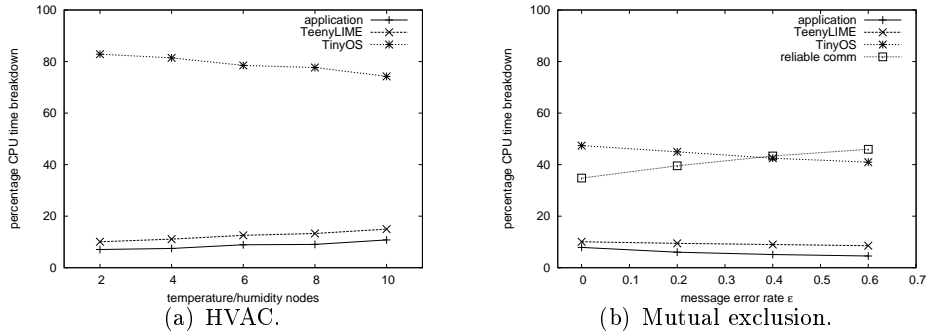 percentage CPU time breakdown
100
80
60
40
20
0
application
TeenyLIME
TinyOS
2 4 6 8 10
temperature/humidity nodes
(a) HVAC.
percentage CPU time breakdown
100
80
60
40
20
0
application
TeenyLIME
TinyOS
reliable comm
0 0.1 0.2 0.3 0.4 0.5 0.6 0.7
message error rate ε
(b) Mutual exclusion.